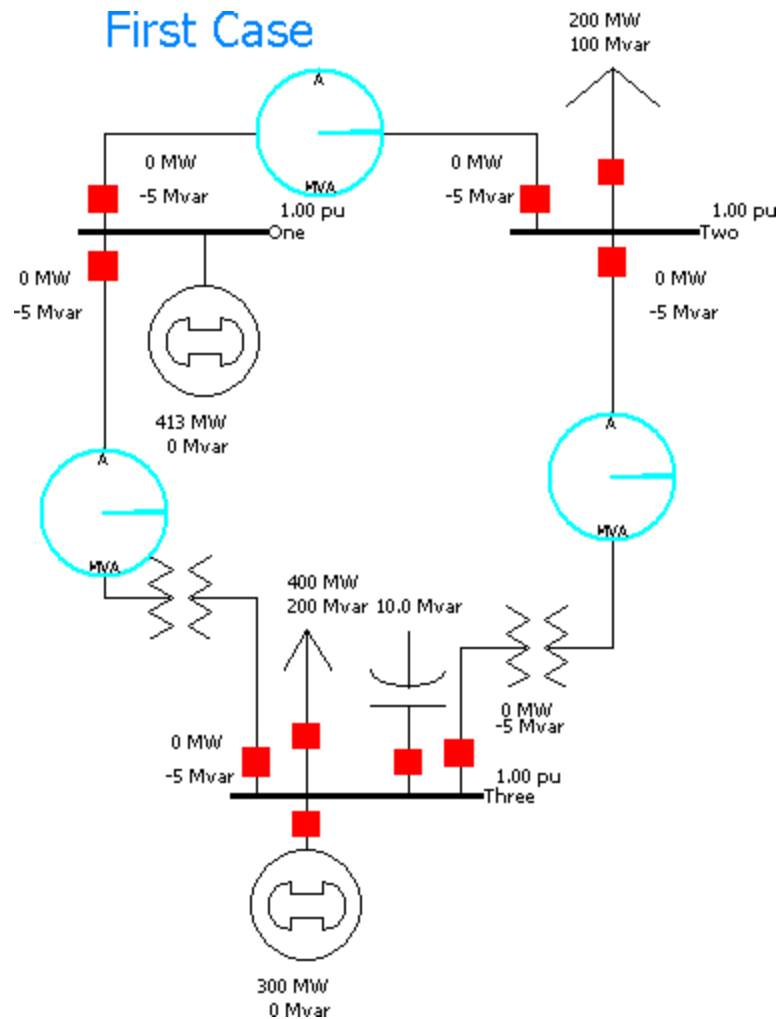 First Case
200 MW
100 Mvar
A
0 MW
-5 Mvar
MVA
0 MW
-5 Mvar
1.00 pu
One
1.00 pu
Two
0 MW
-5 Mvar
0 MW
-5 Mvar
413 MW
0 Mvar
A
MVA
A
MVA
400 MW
200 Mvar
10.0 Mvar
0 MW
-5 Mvar
0 MW
-5 Mvar
1.00 pu
Three
300 MW
0 Mvar